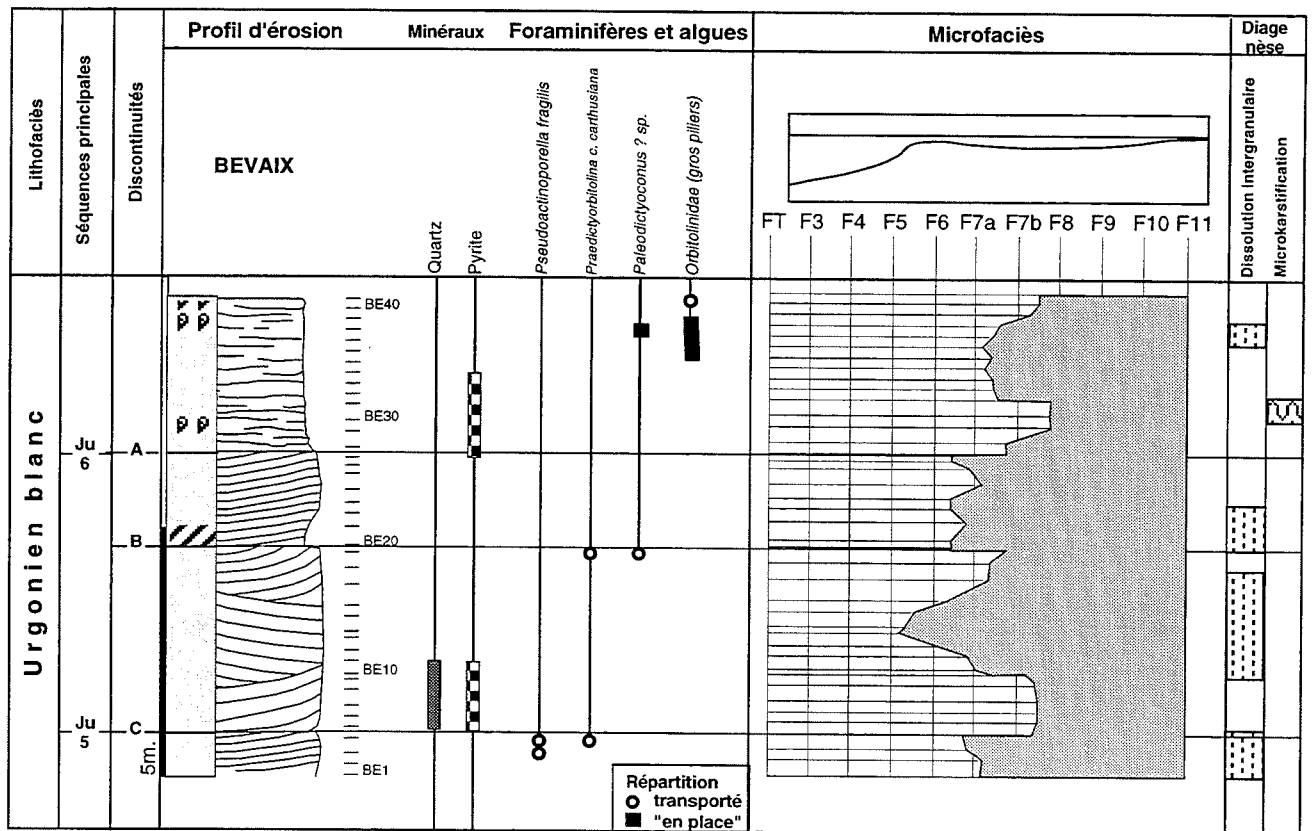 Lithofaciès
Séquences principales
Discontinuités
Profil d'érosion
Minéraux
Foraminifères et algues
Microfaciès
Diage
nèse
BEVAIX
Quartz
Pyrite
Pseudoactinoporella fragilis
Praedictyorbitolina c. carthusiana
Paleodictyoconus ? sp.
Orbitolinidae (gros piliers)
FT F3 F4 F5 F6 F7a F7b F8 F9 F10 F11
Dissolution intergranulaire
Microkarstification
Urgonien blanc
BE40
BE30
Ju
6
A
B
BE20
BE10
Ju
5
C
5m.
BE1
Répartition
transporté
"en place"